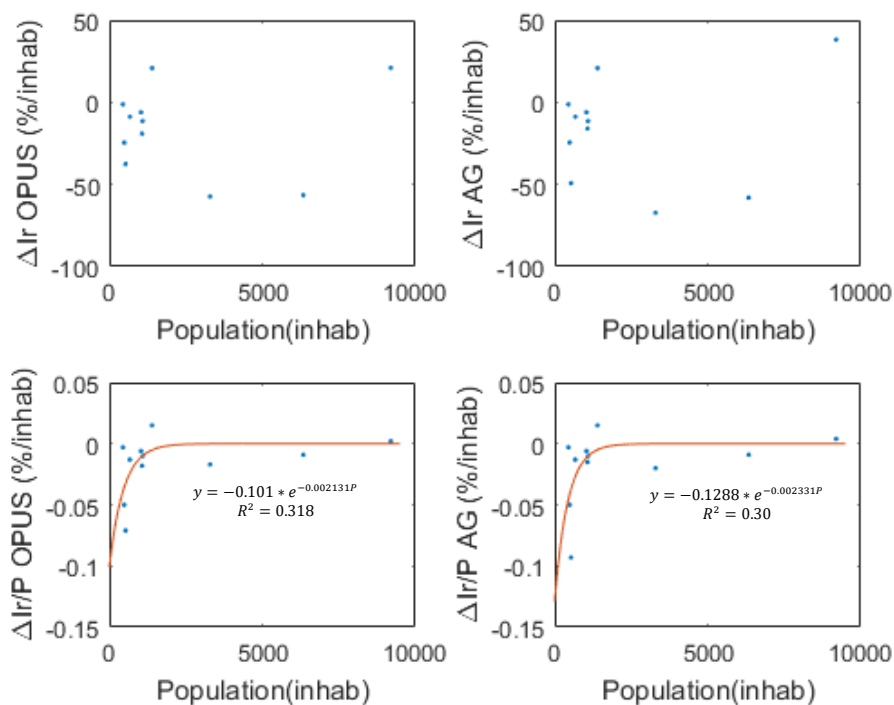 50
0
-50
-100
ΔIr OPUS (%/inhab)
0
5000
10000
Population(inhab)
50
0
-50
-100
ΔIr AG (%/inhab)
0
5000
10000
Population(inhab)
0.05
0
-0.05
-0.1
-0.15
ΔIr/P OPUS (%/inhab)
y = −0.101 * e^−0.002131P
R² = 0.318
0
5000
10000
Population(inhab)
0.05
0
-0.05
-0.1
-0.15
ΔIr/P AG (%/inhab)
y = −0.1288 * e^−0.002331P
R² = 0.30
0
5000
10000
Population(inhab)